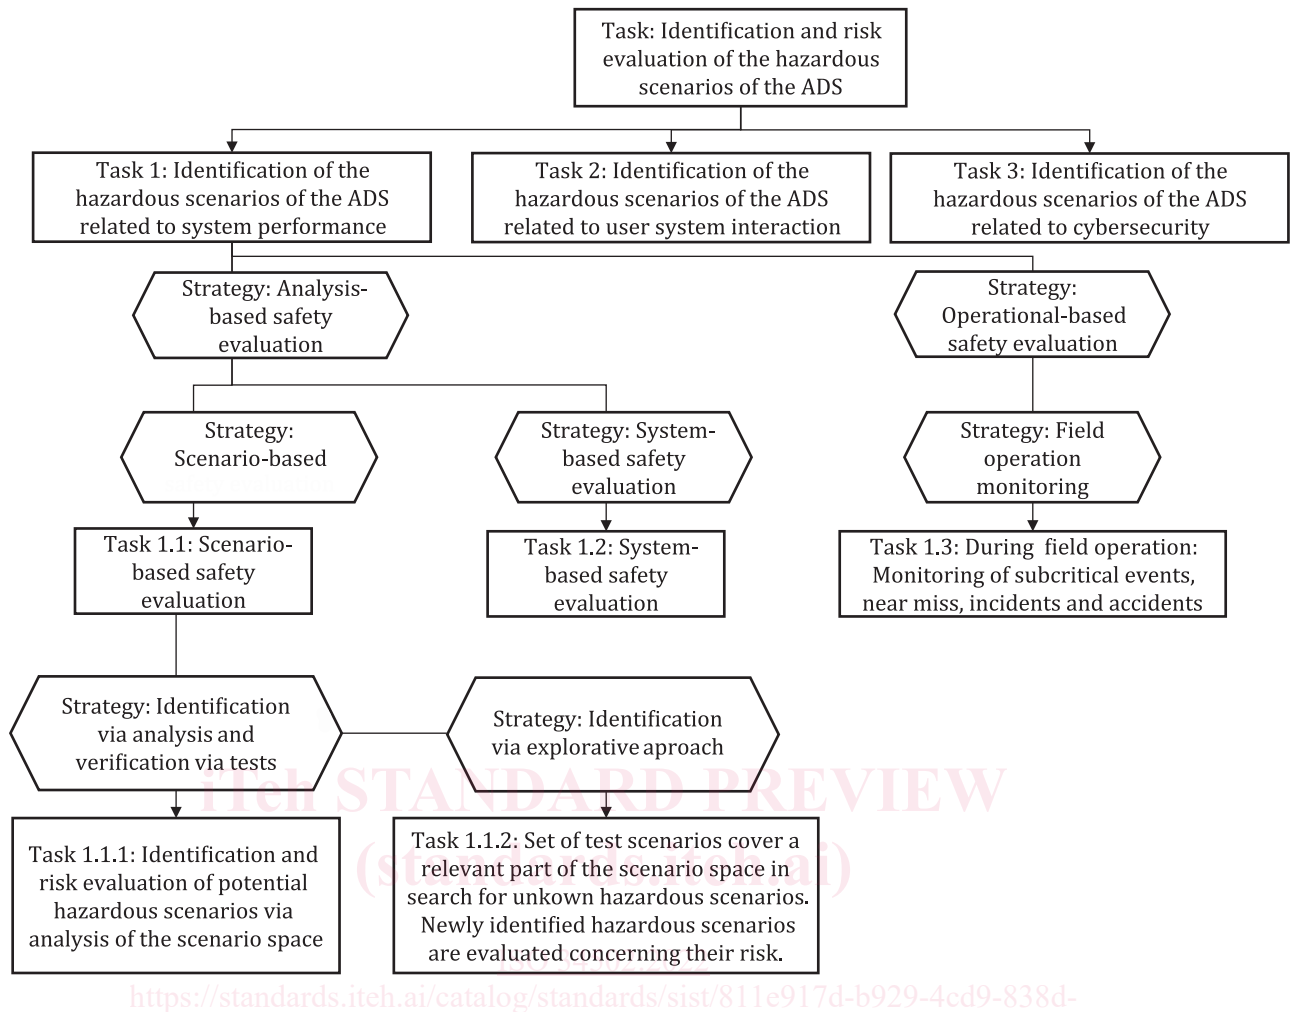 Task: Identification and risk
evaluation of the hazardous
scenarios of the ADS
Task 1: Identification of the
hazardous scenarios of the ADS
related to system performance
Task 2: Identification of the
hazardous scenarios of the ADS
related to user system interaction
Task 3: Identification of the
hazardous scenarios of the ADS
related to cybersecurity
Strategy: Analysis-
based safety
evaluation
Strategy:
Operational-based
safety evaluation
Strategy:
Scenario-based
Strategy: System-
based safety
evaluation
Strategy: Field
operation
monitoring
Task 1.1: Scenario-
based safety
evaluation
Task 1.2: System-
based safety
evaluation
Task 1.3: During field operation:
Monitoring of subcritical events,
near miss, incidents and accidents
Strategy: Identification
via analysis and
verification via tests
Strategy: Identification
via explorative aproach
iTeh STANDARD PREVIEW
(standards.iteh.ai)
Task 1.1.1: Identification and
risk evaluation of potential
hazardous scenarios via
analysis of the scenario space
Task 1.1.2: Set of test scenarios cover a
relevant part of the scenario space in
search for unkown hazardous scenarios.
Newly identified hazardous scenarios
are evaluated concerning their risk.
ISO 34502:2022
https://standards.iteh.ai/catalog/standards/sist/811e917d-b929-4cd9-838d-